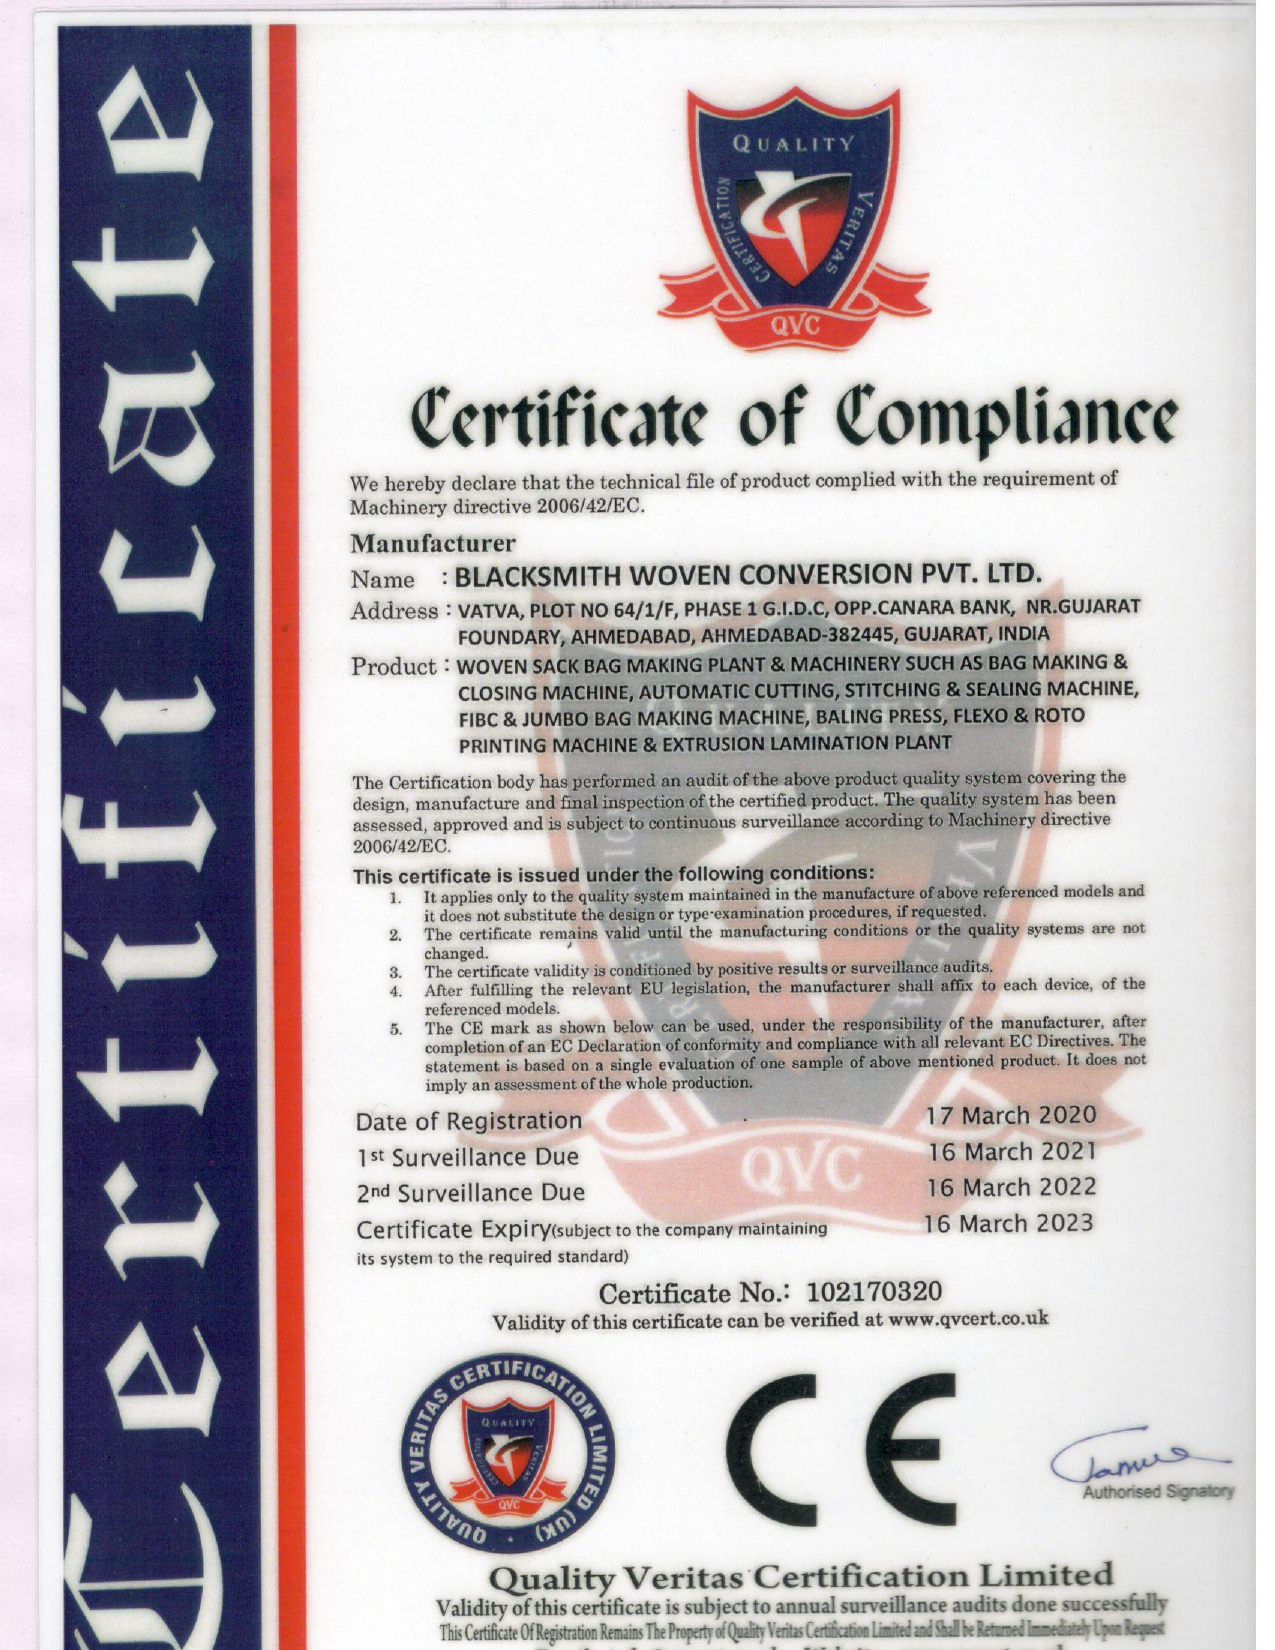 Certificate
QUALITY
CERTIFICATION
VERITAS
QVC
Certificate of Compliance
We hereby declare that the technical file of product complied with the requirement of
Machinery directive 2006/42/EC.
Manufacturer
Name : BLACKSMITH WOVEN CONVERSION PVT. LTD.
Address : VATVA, PLOT NO 64/1/F, PHASE 1 G.I.D.C, OPP.CANARA BANK, NR.GUJARAT
FOUNDARY, AHMEDABAD, AHMEDABAD-382445, GUJARAT, INDIA
Product : WOVEN SACK BAG MAKING PLANT & MACHINERY SUCH AS BAG MAKING &
CLOSING MACHINE, AUTOMATIC CUTTING, STITCHING & SEALING MACHINE,
FIBC & JUMBO BAG MAKING MACHINE, BALING PRESS, FLEXO & ROTO
PRINTING MACHINE & EXTRUSION LAMINATION PLANT
The Certification body has performed an audit of the above product quality system covering the
design, manufacture and final inspection of the certified product. The quality system has been
assessed, approved and is subject to continuous surveillance according to Machinery directive
2006/42/EC.
This certificate is issued under the following conditions:
1. It applies only to the quality system maintained in the manufacture of above referenced models and
it does not substitute the design or type-examination procedures, if requested.
2. The certificate remains valid until the manufacturing conditions or the quality systems are not
changed.
3. The certificate validity is conditioned by positive results or surveillance audits.
4. After fulfilling the relevant EU legislation, the manufacturer shall affix to each device, of the
referenced models.
5. The CE mark as shown below can be used, under the responsibility of the manufacturer, after
completion of an EC Declaration of conformity and compliance with all relevant EC Directives. The
statement is based on a single evaluation of one sample of above mentioned product. It does not
imply an assessment of the whole production.
QVC
Date of Registration 17 March 2020
1st Surveillance Due 16 March 2021
2nd Surveillance Due 16 March 2022
Certificate Expiry(subject to the company maintaining 16 March 2023
its system to the required standard)
Certificate No.: 102170320
Validity of this certificate can be verified at www.qvcert.co.uk
QUALITY VERITAS CERTIFICATION LIMITED (UK)
QUALITY
CERTIFICATION
VERITAS
QVC
CE
Authorised Signatory
Quality Veritas Certification Limited
Validity of this certificate is subject to annual surveillance audits done successfully
This Certificate Of Registration Remains The Property of Quality Veritas Certification Limited and Shall be Returned Immediately Upon Request